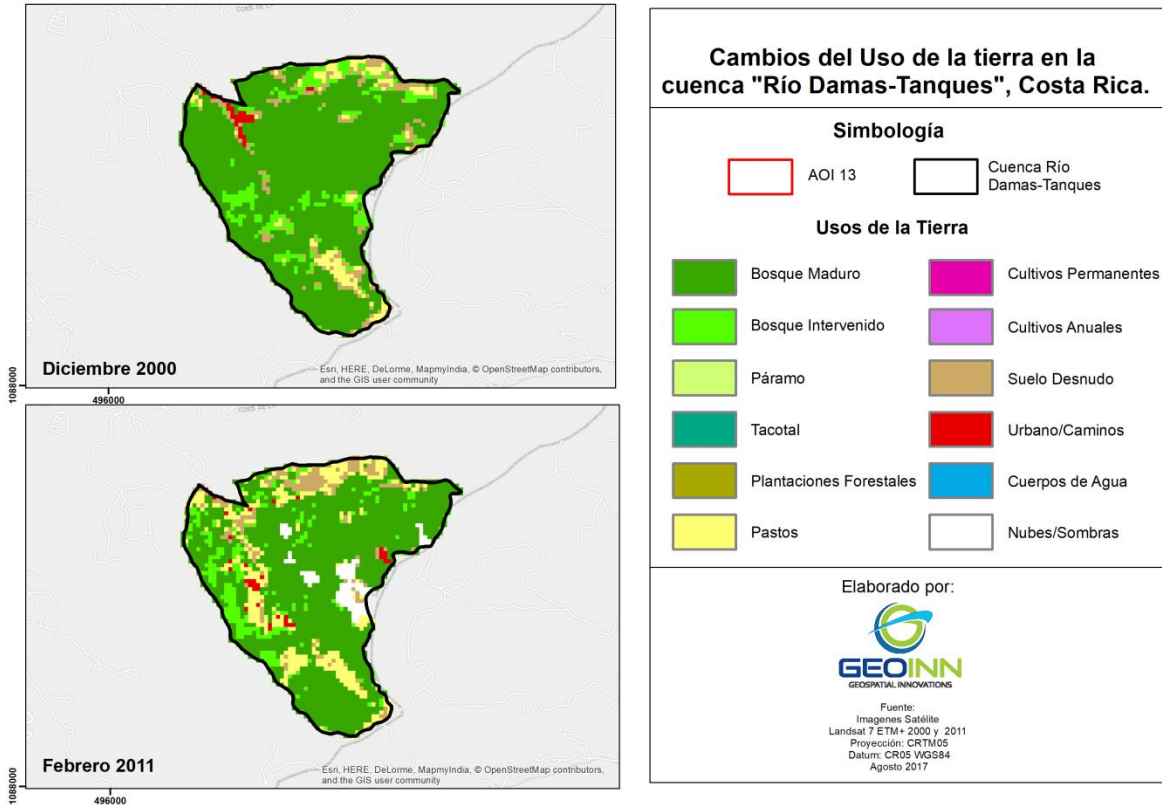 CORIS DE
Diciembre 2000
Esri, HERE, DeLorme, MapmyIndia, © OpenStreetMap contributors,
and the GIS user community
1088000
496000
Febrero 2011
Esri, HERE, DeLorme, MapmyIndia, © OpenStreetMap contributors,
and the GIS user community
1088000
496000
Cambios del Uso de la tierra en la
cuenca "Río Damas-Tanques", Costa Rica.
Simbología
AOI 13
Cuenca Río
Damas-Tanques
Usos de la Tierra
Bosque Maduro
Cultivos Permanentes
Bosque Intervenido
Cultivos Anuales
Páramo
Suelo Desnudo
Tacotal
Urbano/Caminos
Plantaciones Forestales
Cuerpos de Agua
Pastos
Nubes/Sombras
Elaborado por:
GEOINN
GEOSPATIAL INNOVATIONS
Fuente:
Imagenes Satélite
Landsat 7 ETM+ 2000 y 2011
Proyección: CRTM05
Datum: CR05 WGS84
Agosto 2017